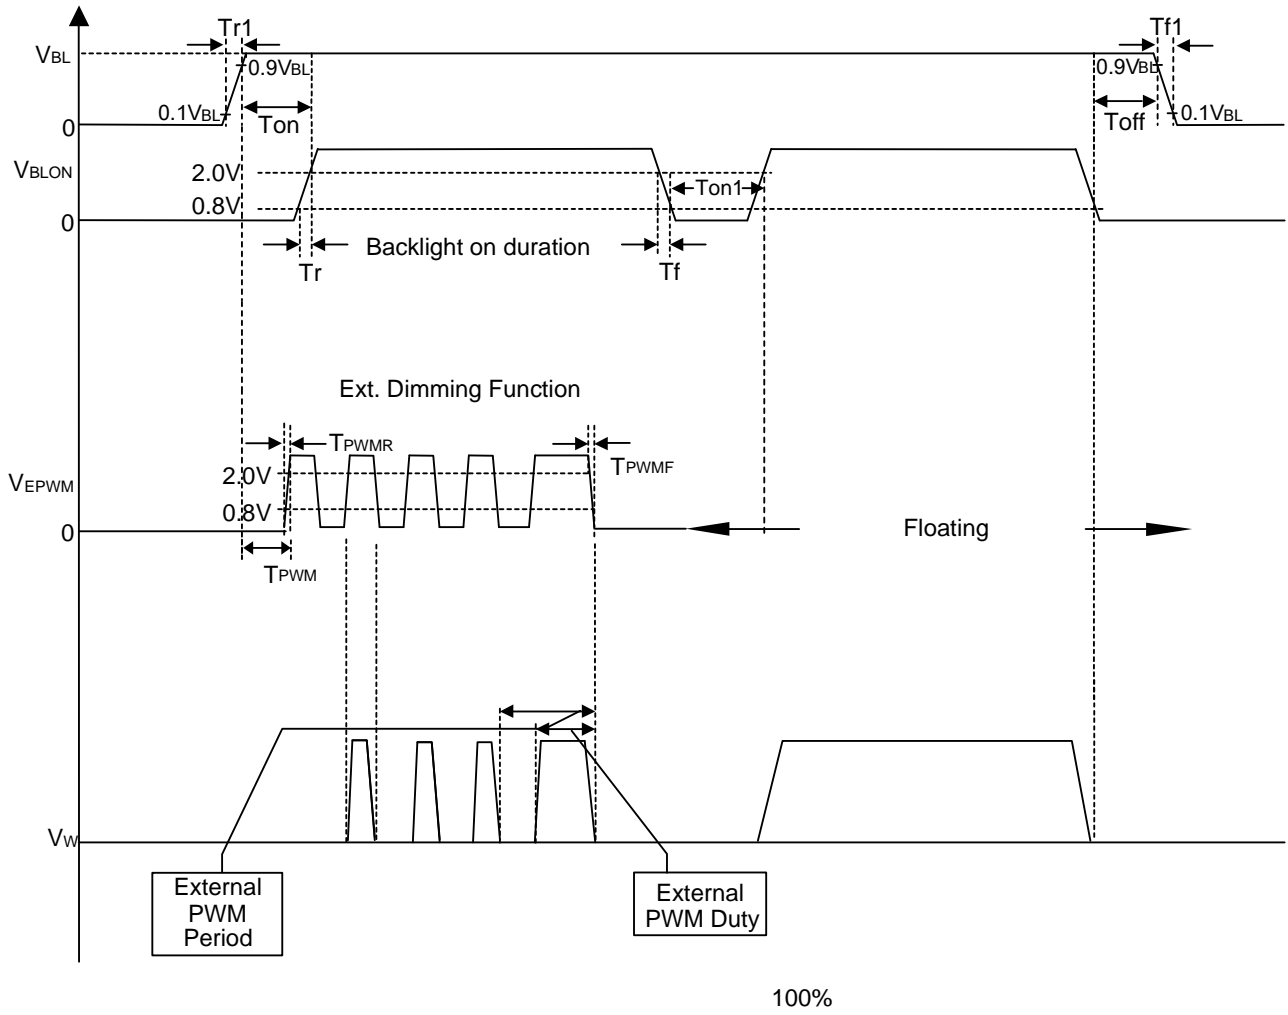 Tr1
Tf1
VBL
0.9VBL
0.9VBL
0.1VBL
0.1VBL
Ton
Toff
0
VBLON
2.0V
Ton1
0.8V
0
Backlight on duration
Tr
Tf
Ext. Dimming Function
TPWMR
TPWMF
VEPWM
2.0V
0.8V
0
Floating
TPWM
VW
External
PWM
Period
External
PWM Duty
100%